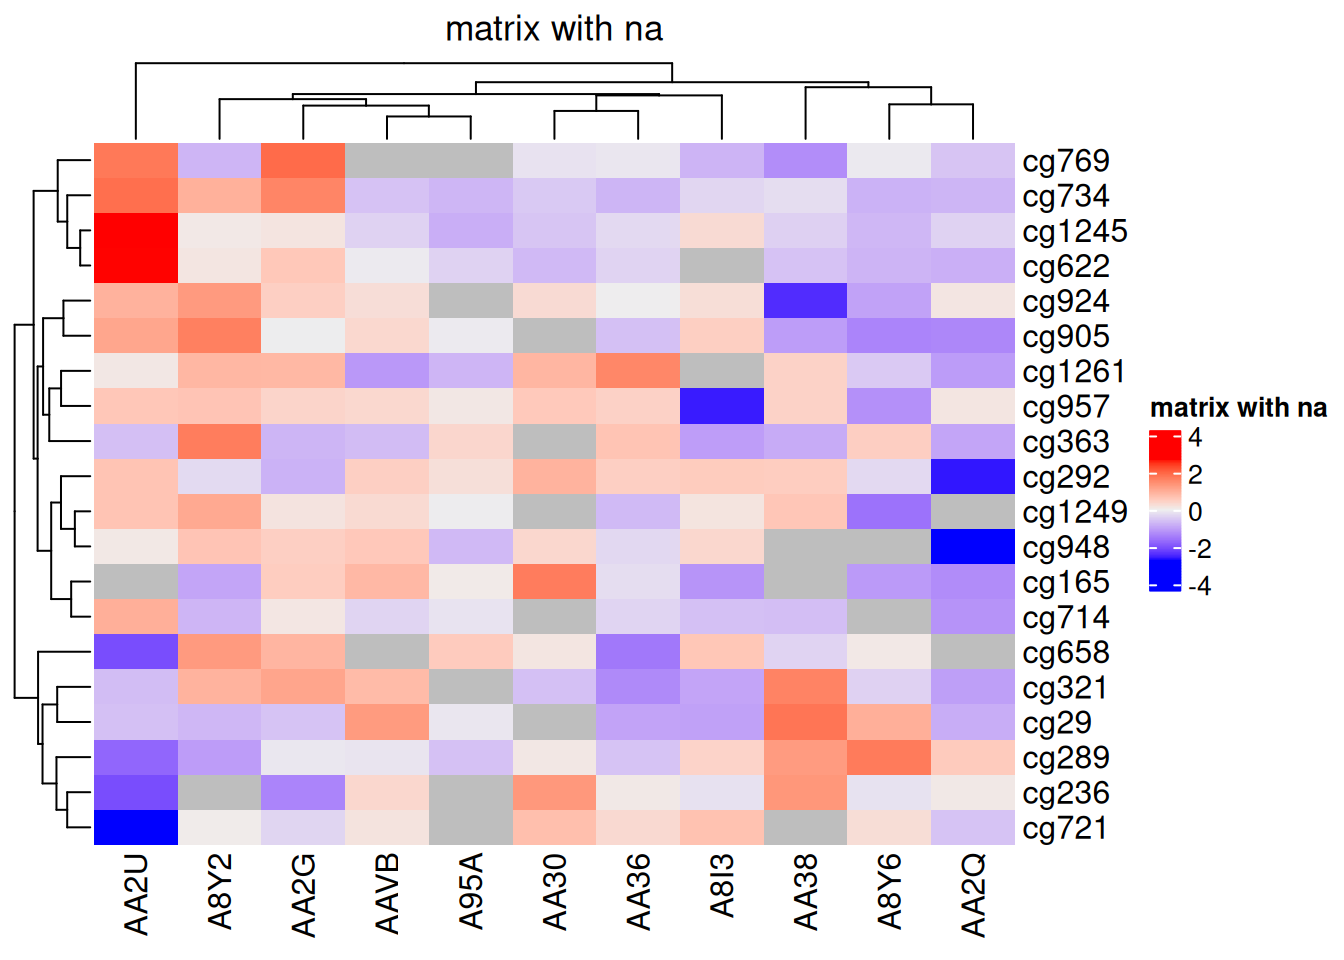 matrix with na
cg769
cg734
cg1245
cg622
cg924
cg905
cg1261
cg957
cg363
cg292
cg1249
cg948
cg165
cg714
cg658
cg321
cg29
cg289
cg236
cg721
AA2U
A8Y2
AA2G
AAVB
A95A
AA30
AA36
A8I3
AA38
A8Y6
AA2Q
matrix with na
4
2
0
-2
-4